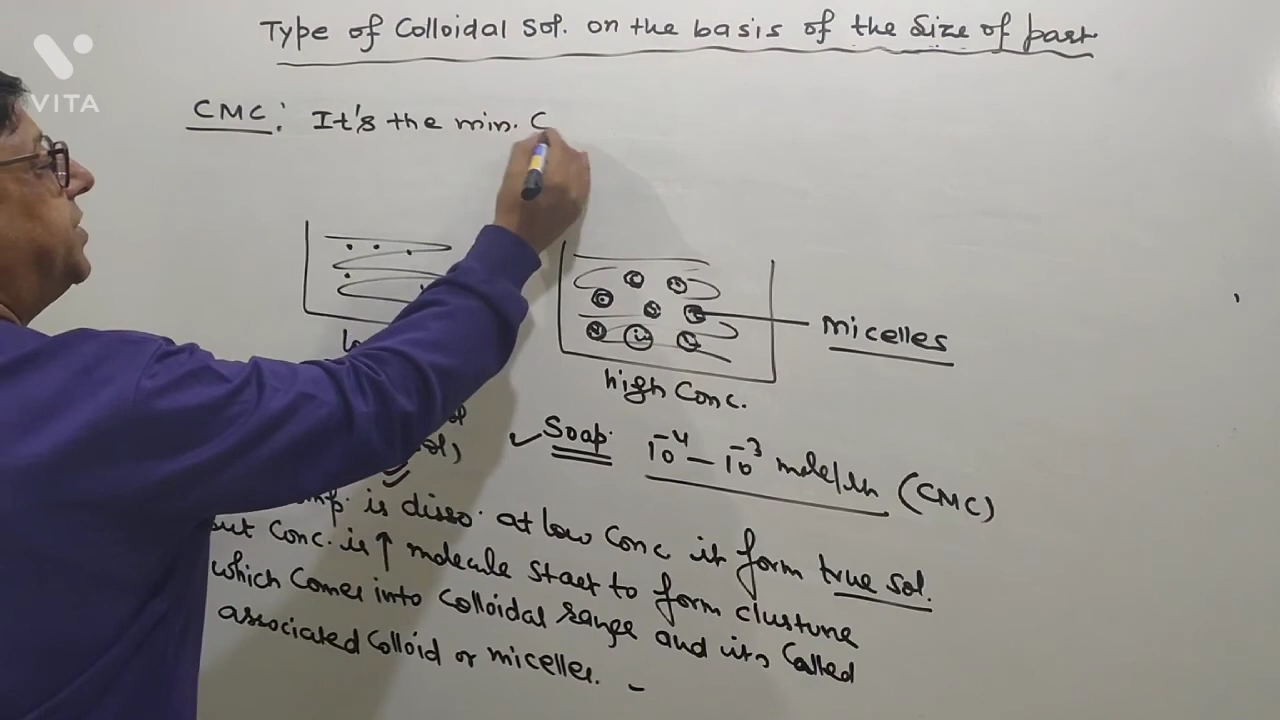 Type of Colloidal Sol. on the basis of the Size of part
VITA
CMC: It's the min. C
micelles
high Conc.
Soap. 10⁻⁴ – 10⁻³ mole/ (CMC)
is disso. at low Conc it form true sol.
but Conc. is ↑ molecule start to form clusture
which comes into Colloidal range and its Called
associated Colloid or micelles.